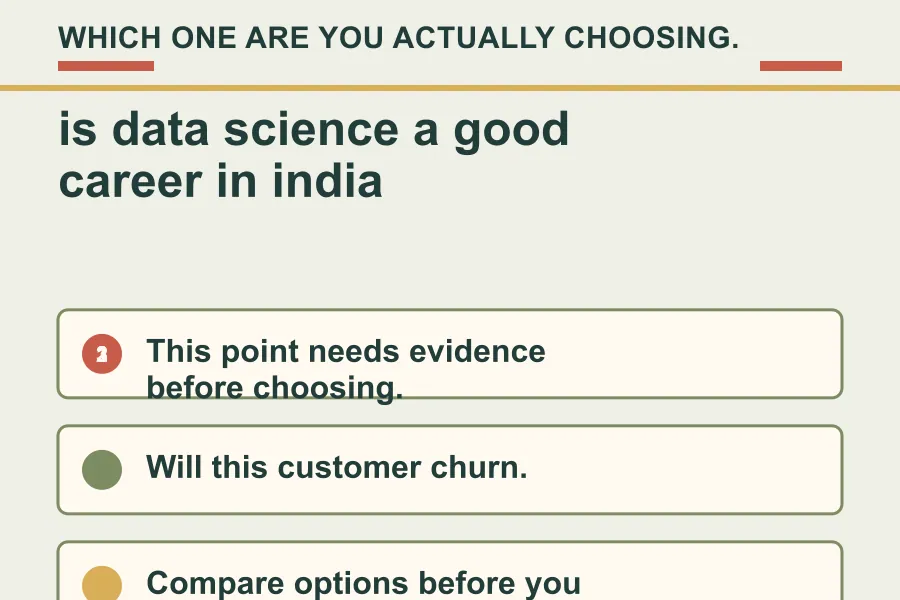 WHICH ONE ARE YOU ACTUALLY CHOOSING.
is data science a good
career in india
This point needs evidence
before choosing.
Will this customer churn.
Compare options before you